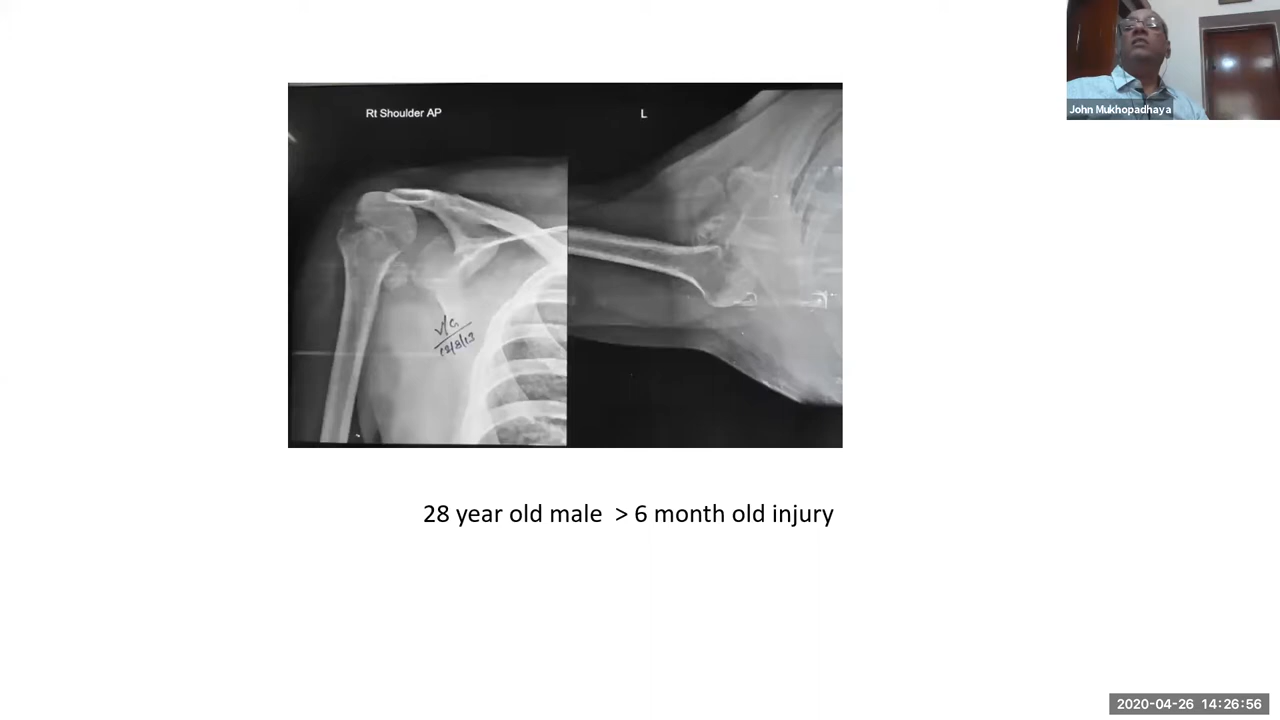 Rt Shoulder AP
L
John Mukhopadhaya
28 year old male > 6 month old injury
2020-04-26 14:26:56